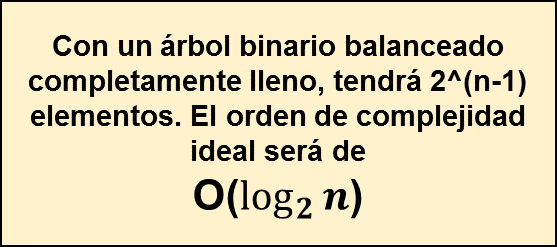 Con un árbol binario balanceado
completamente lleno, tendrá 2^(n-1)
elementos. El orden de complejidad
ideal será de
O(log₂ n)